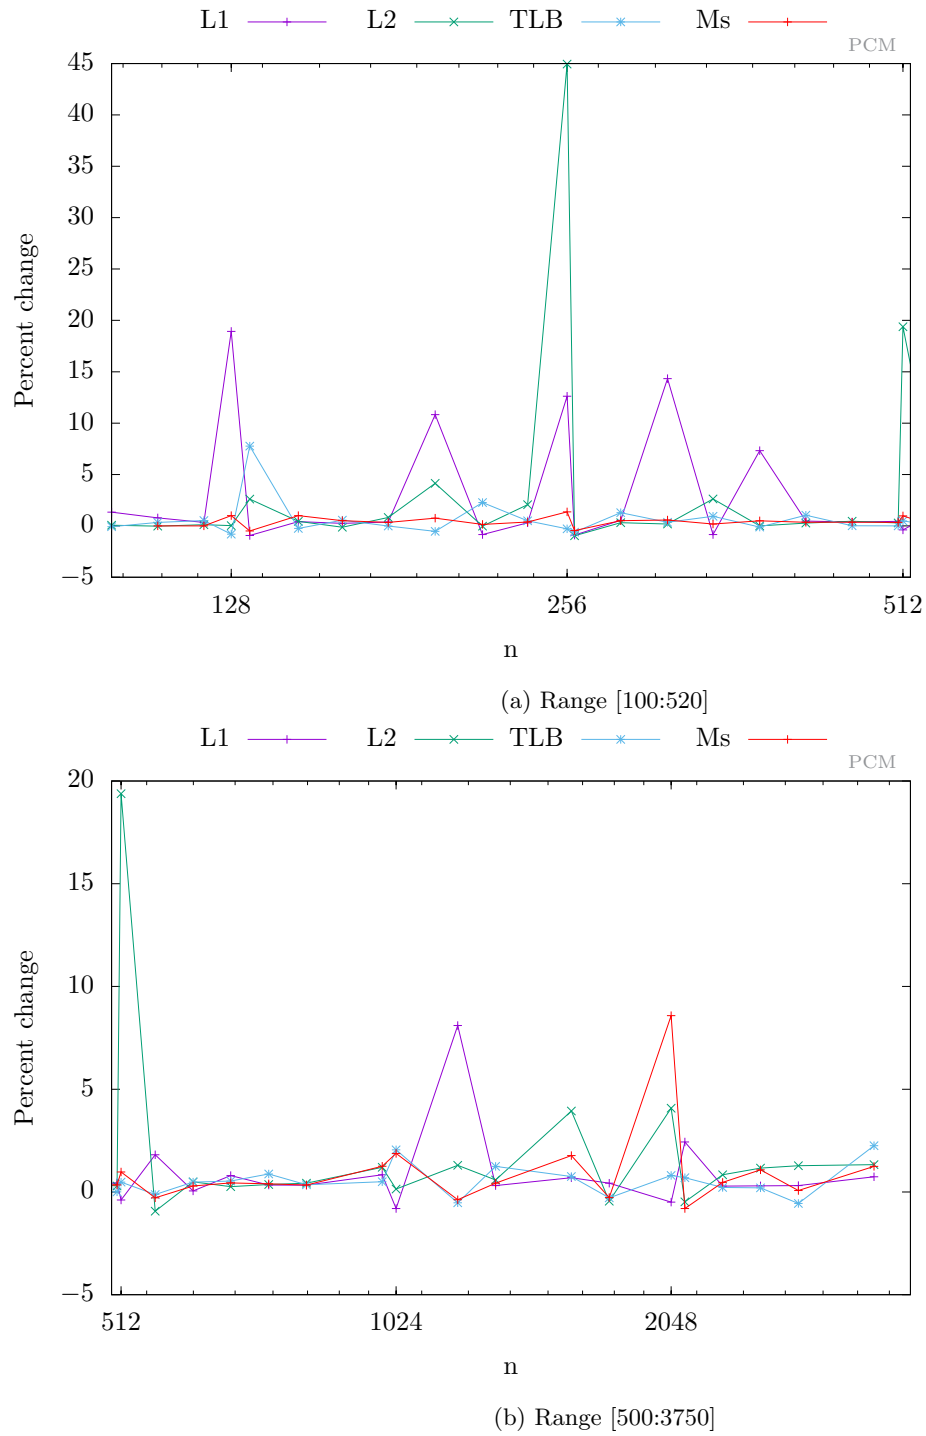 L1 L2 TLB Ms
PCM
45
40
35
30
25
20
15
10
5
0
−5
Percent change
128 256 512
n
(a) Range [100:520]
L1 L2 TLB Ms
PCM
20
15
10
5
0
−5
Percent change
512 1024 2048
n
(b) Range [500:3750]